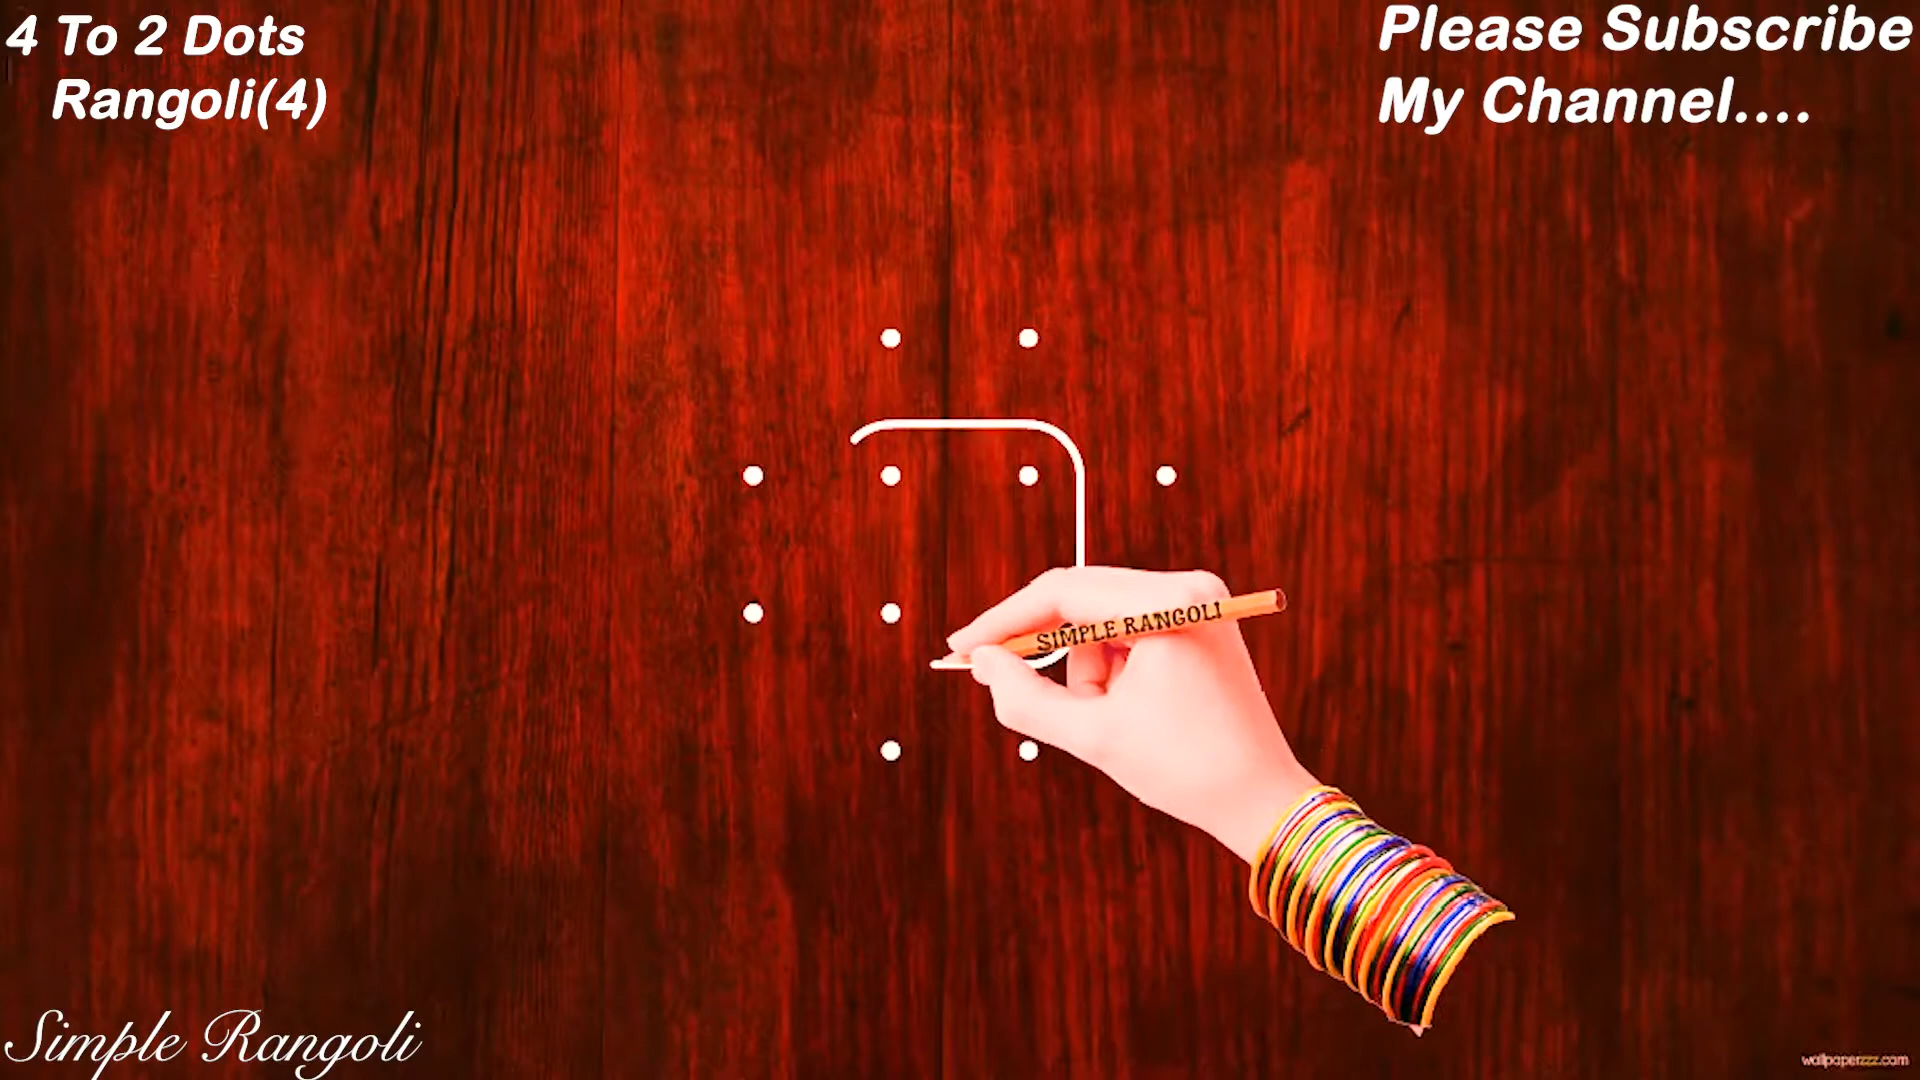 4 To 2 Dots
Rangoli(4)
Please Subscribe
My Channel....
SIMPLE RANGOLI
Simple Rangoli
wallpaperzzz.com